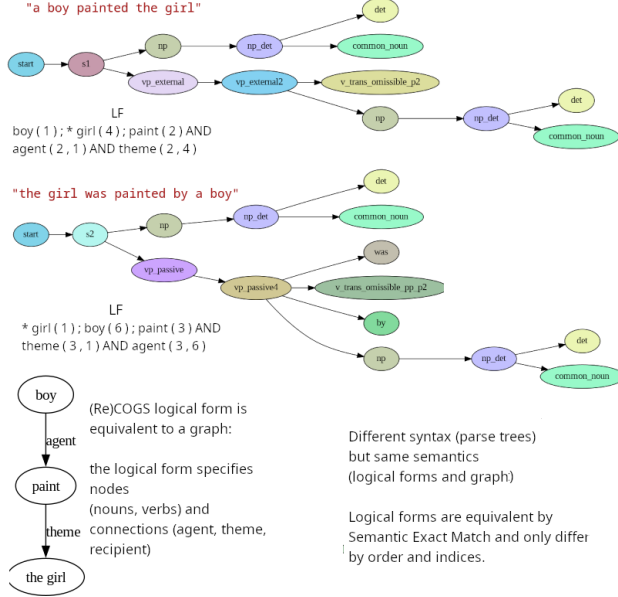 "a boy painted the girl"
det
np
np_det
common_noun
start
s1
vp_external
vp_external2
v_trans_omissible_p2
det
np
np_det
common_noun
LF
boy ( 1 ) ; * girl ( 4 ) ; paint ( 2 ) AND
agent ( 2 , 1 ) AND theme ( 2 , 4 )
"the girl was painted by a boy"
det
np
np_det
common_noun
start
s2
was
vp_passive
vp_passive4
v_trans_omissible_pp_p2
by
det
np
np_det
common_noun
LF
* girl ( 1 ) ; boy ( 6 ) ; paint ( 3 ) AND
theme ( 3 , 1 ) AND agent ( 3 , 6 )
boy
agent
paint
theme
the girl
(Re)COGS logical form is
equivalent to a graph:
the logical form specifies
nodes
(nouns, verbs) and
connections (agent, theme,
recipient)
Different syntax (parse trees)
but same semantics
(logical forms and graph)
Logical forms are equivalent by
Semantic Exact Match and only differ
by order and indices.